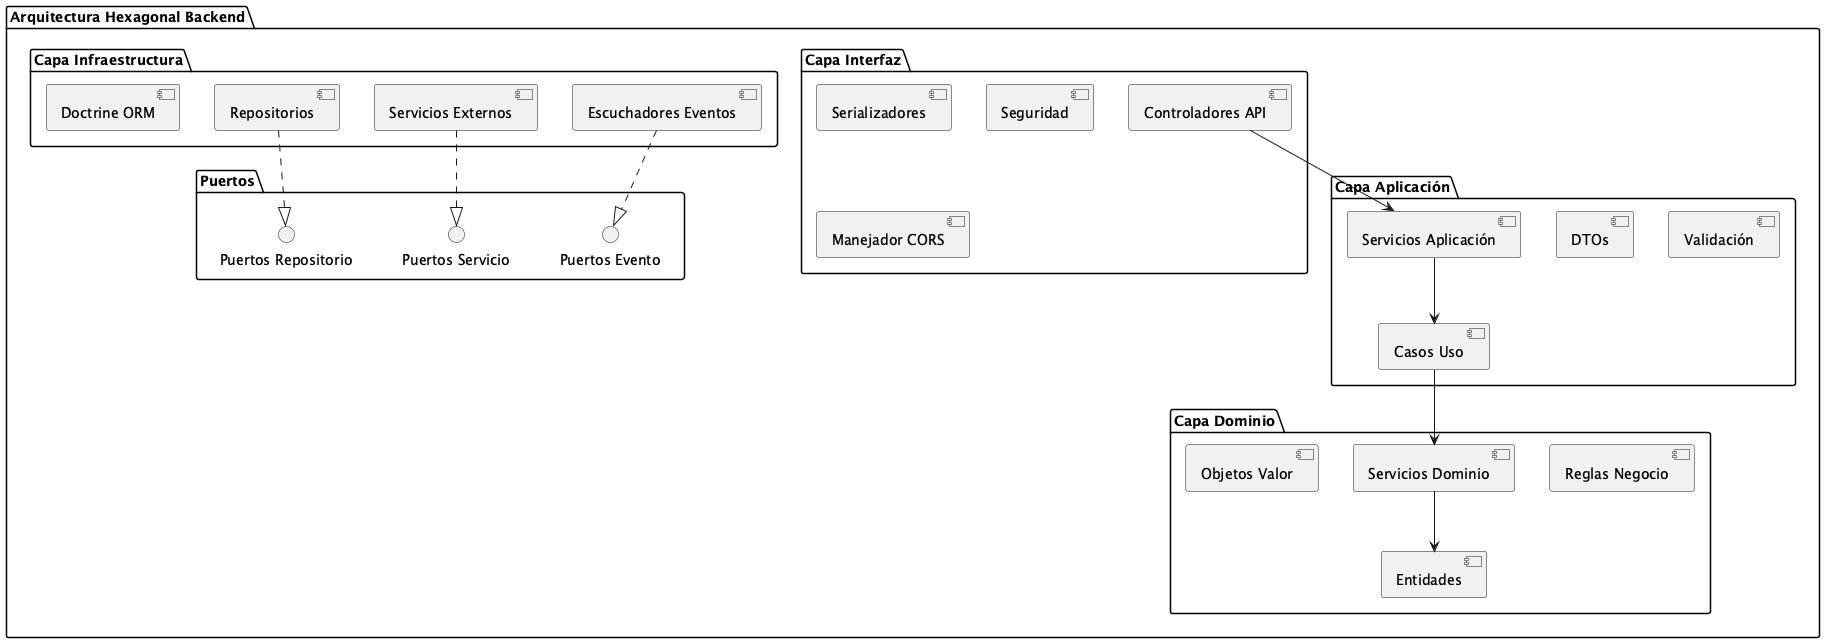 Arquitectura Hexagonal Backend
Capa Infraestructura
Doctrine ORM
Repositorios
Servicios Externos
Escuchadores Eventos
Puertos
Puertos Repositorio
Puertos Servicio
Puertos Evento
Capa Interfaz
Serializadores
Seguridad
Controladores API
Manejador CORS
Capa Aplicación
Servicios Aplicación
DTOs
Validación
Casos Uso
Capa Dominio
Objetos Valor
Servicios Dominio
Reglas Negocio
Entidades